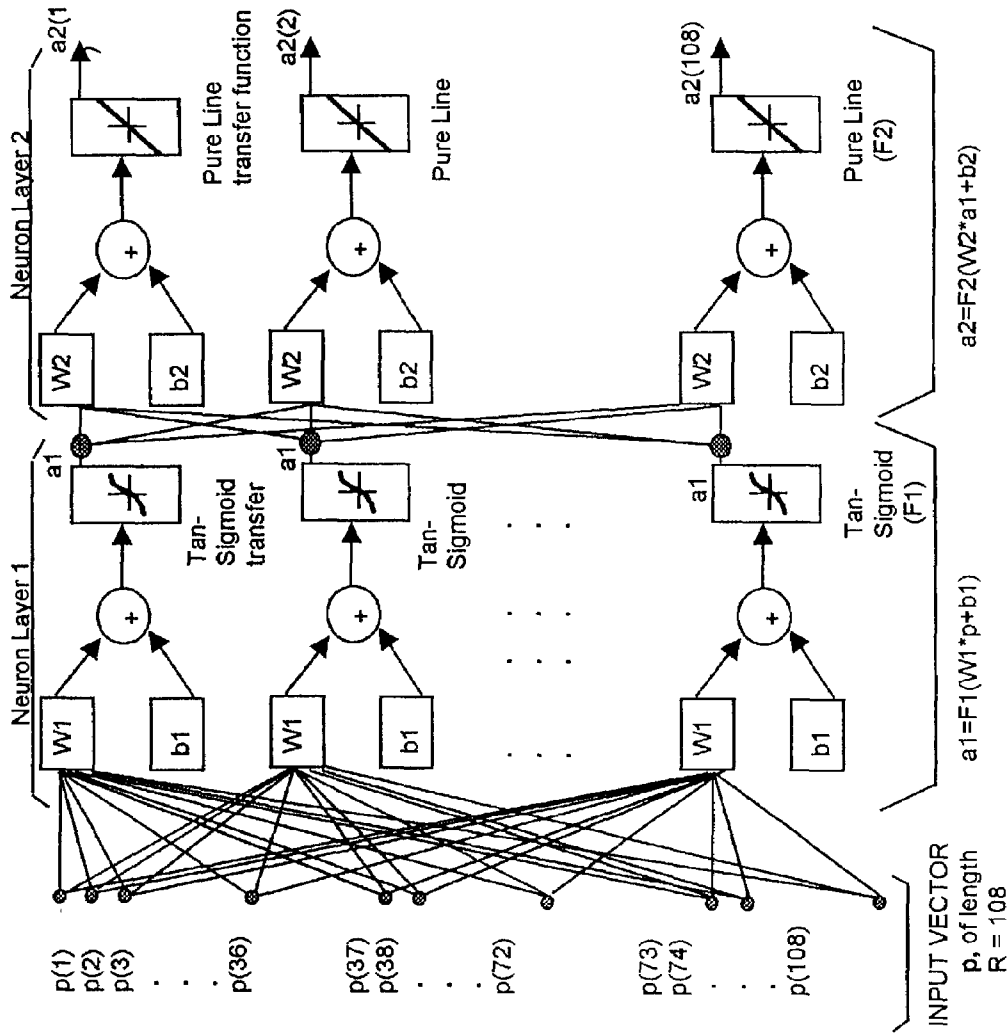 Neuron Layer 1
Neuron Layer 2
p(1)
p(2)
p(3)
. . . .
p(36)
p(37)
p(38)
. . . .
p(72)
p(73)
p(74)
. . . .
p(108)
INPUT VECTOR
p, of length
R = 108
W1
b1
+
Tan-
Sigmoid
transfer
a1
W2
b2
+
Pure Line
transfer function
a2(1
)
W1
b1
+
Tan-
Sigmoid
a1
W2
b2
+
Pure Line
a2(2)
. . . .
. . . .
. . . .
. . . .
W1
b1
+
Tan-
Sigmoid
(F1)
a1
W2
b2
+
Pure Line
(F2)
a2(108)
a1=F1(W1*p+b1)
a2=F2(W2*a1+b2)